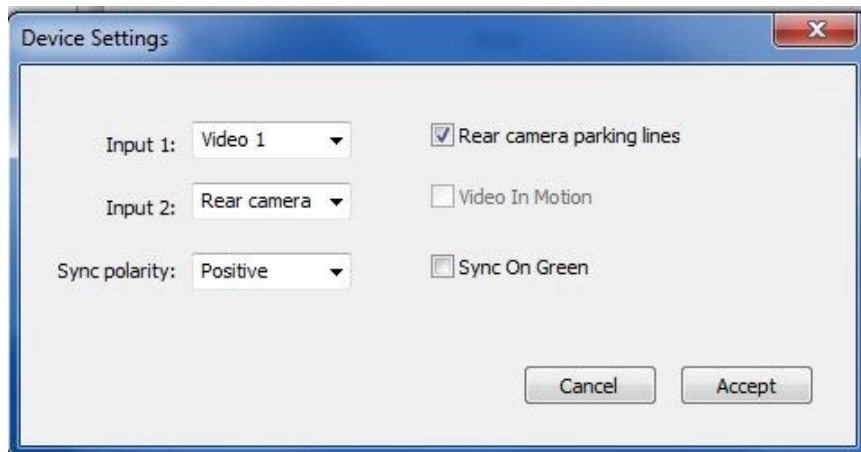 Device Settings
Input 1: Video 1 Rear camera parking lines
Input 2: Rear camera Video In Motion
Sync polarity: Positive Sync On Green
Cancel Accept